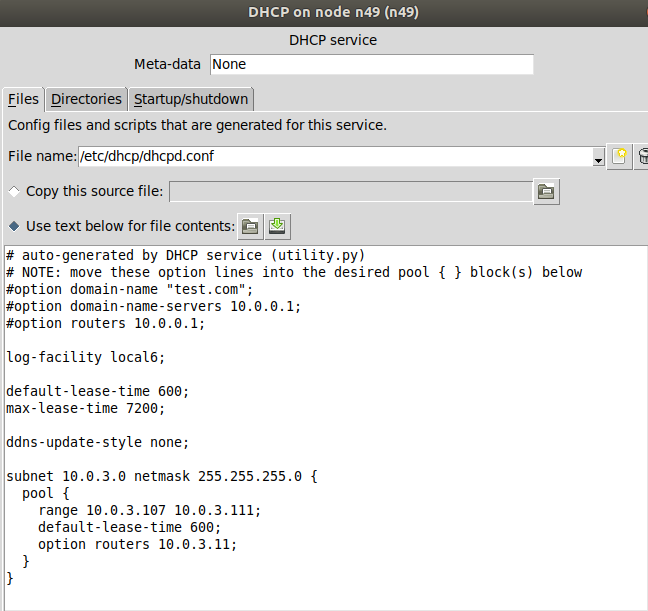 DHCP on node n49 (n49)
DHCP service
Meta-data None
Files Directories Startup/shutdown
Config files and scripts that are generated for this service.
File name: /etc/dhcp/dhcpd.conf
Copy this source file:
Use text below for file contents:
# auto-generated by DHCP service (utility.py)
# NOTE: move these option lines into the desired pool { } block(s) below
#option domain-name "test.com";
#option domain-name-servers 10.0.0.1;
#option routers 10.0.0.1;

log-facility local6;

default-lease-time 600;
max-lease-time 7200;

ddns-update-style none;

subnet 10.0.3.0 netmask 255.255.255.0 {
  pool {
    range 10.0.3.107 10.0.3.111;
    default-lease-time 600;
    option routers 10.0.3.11;
  }
}